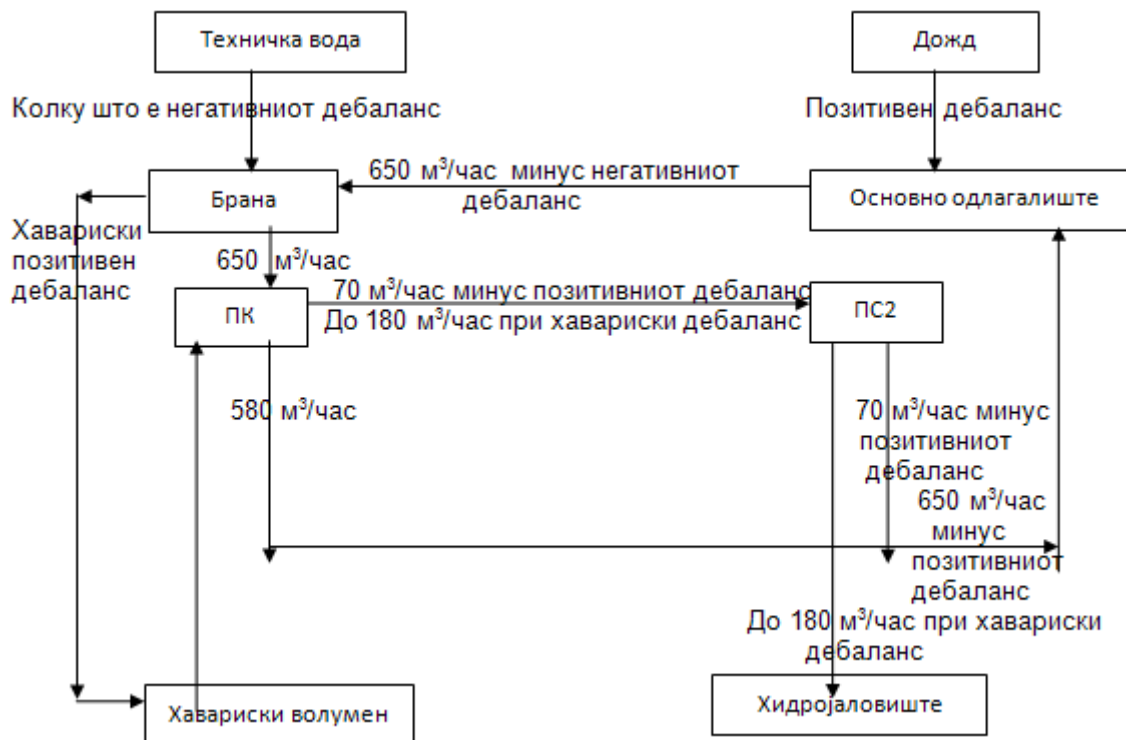 Техничка вода
Дожд
Колку што е негативниот дебаланс
Позитивен дебаланс
650 м³/час минус негативниот
дебаланс
Брана
Основно одлагалиште
Хавариски
позитивен
дебаланс
650 м³/час
70 м³/час минус позитивниот дебаланс
До 180 м³/час при хавариски дебаланс
ПК
ПС2
580 м³/час
70 м³/час минус
позитивниот
дебаланс
650 м³/час
минус
позитивниот
дебаланс
До 180 м³/час при хавариски
дебаланс
Хавариски волумен
Хидројаловиште